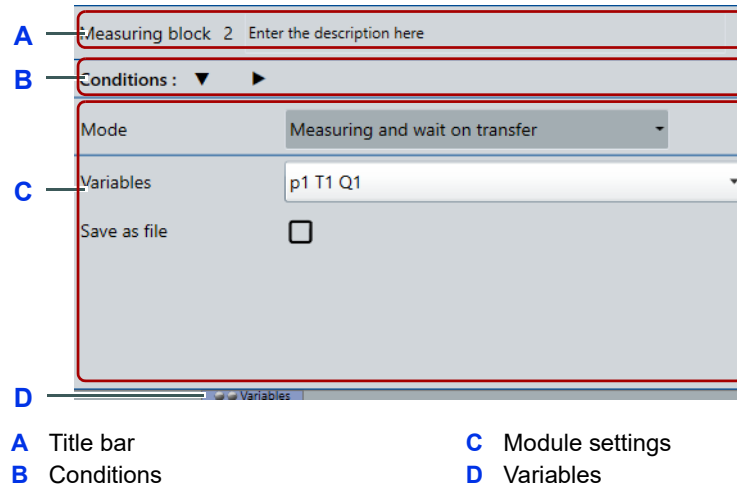 A Measuring block 2 Enter the description here
B Conditions : ▼ ►
Mode Measuring and wait on transfer
C Variables p1 T1 Q1
Save as file
D Variables
A Title bar C Module settings
B Conditions D Variables